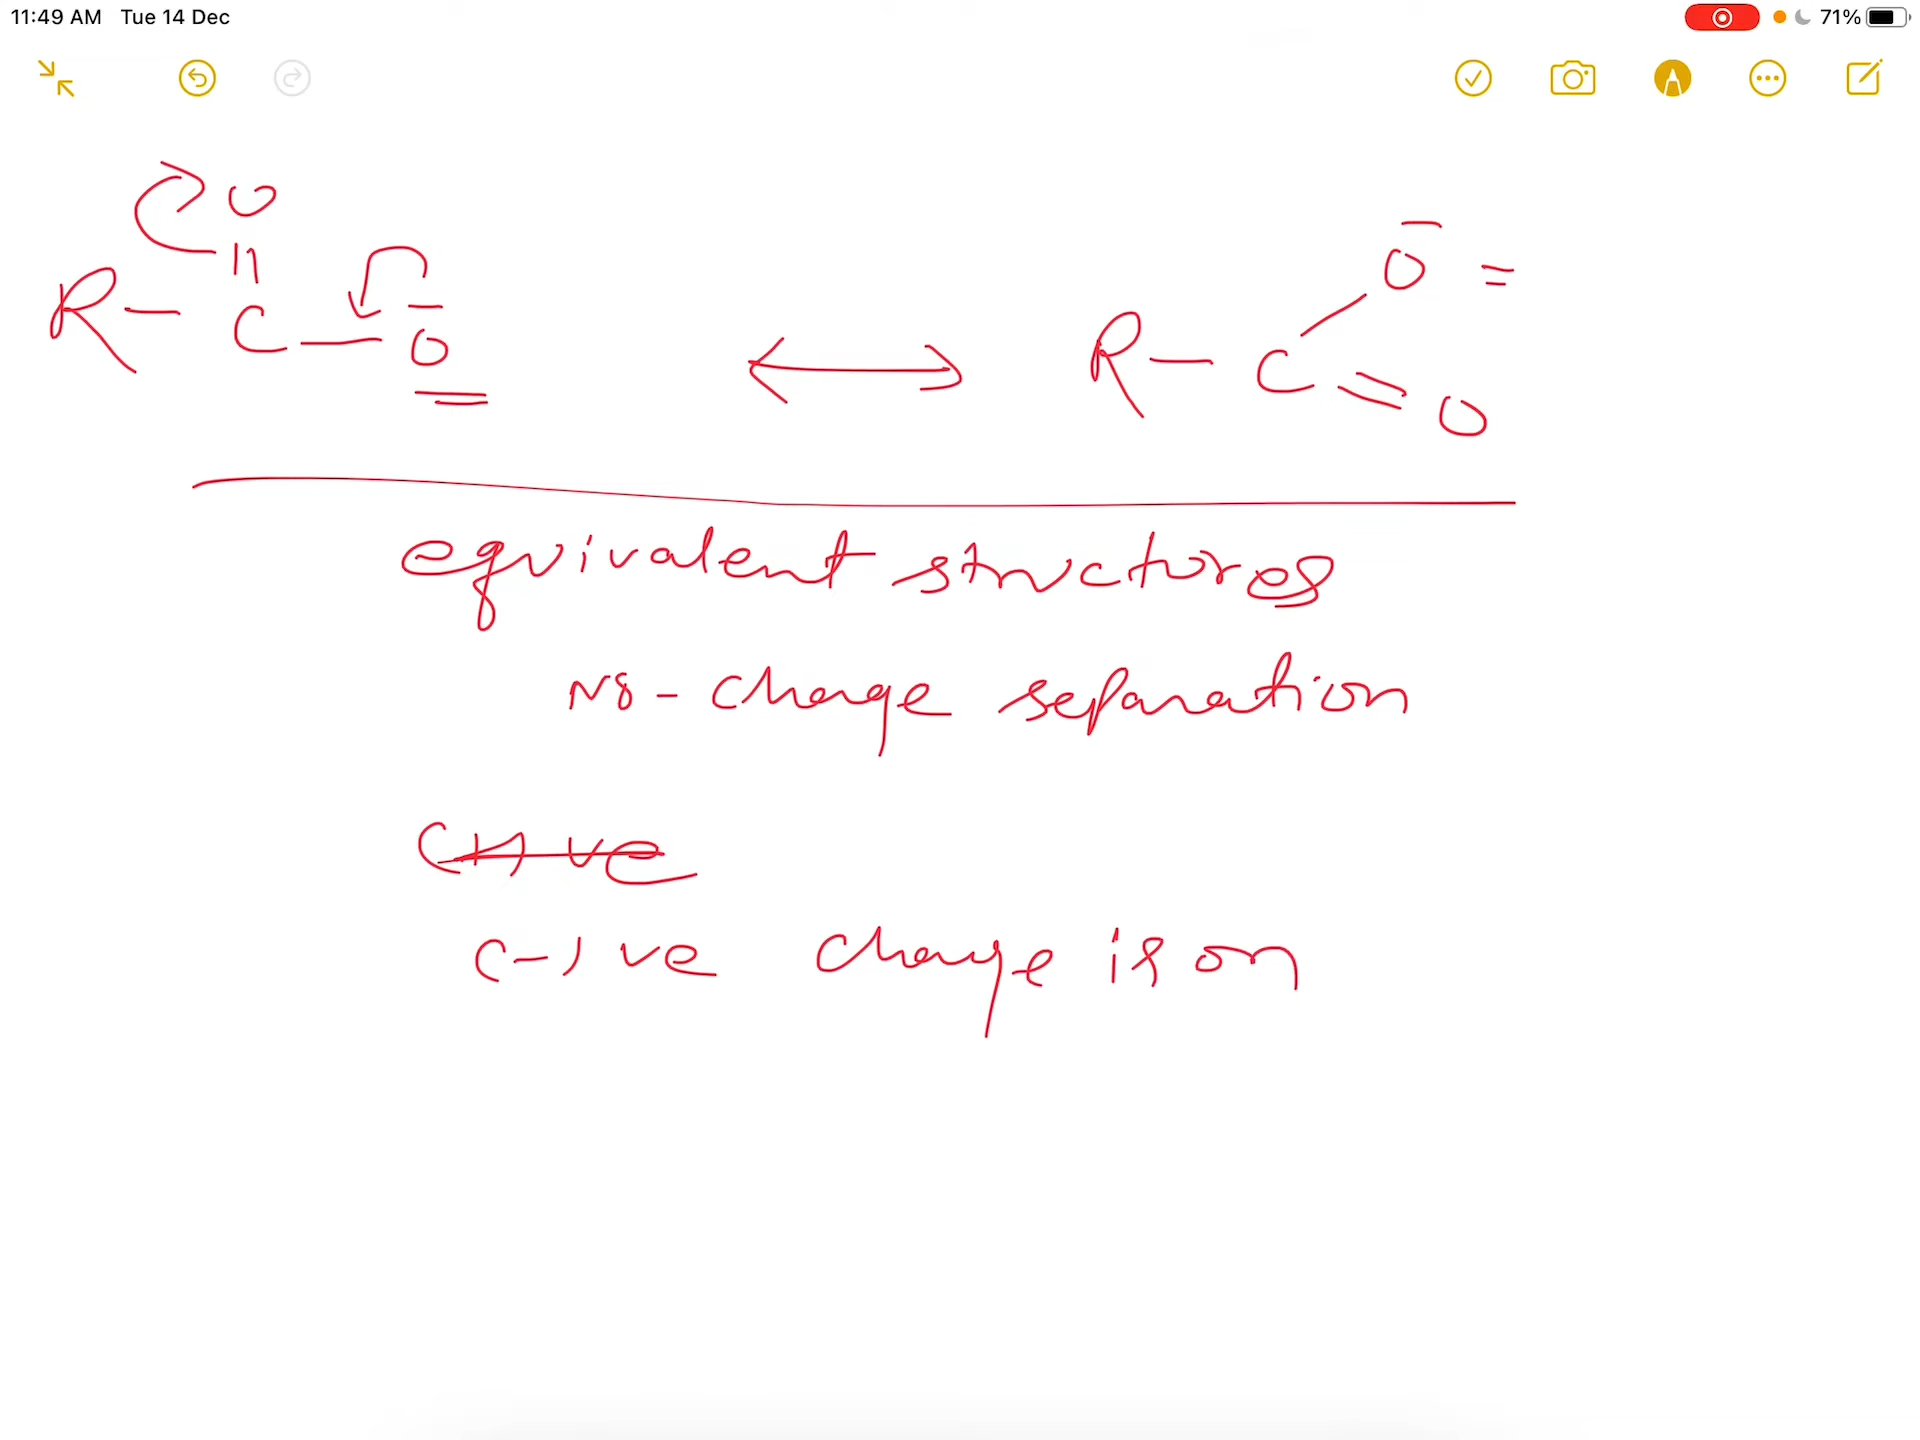 11:49 AM Tue 14 Dec 71%
O
||
R - C - O⁻ ⟷ R - C = O
O⁻ =
equivalent structures
No - charge separation
(+) ve
(-) ve charge is on